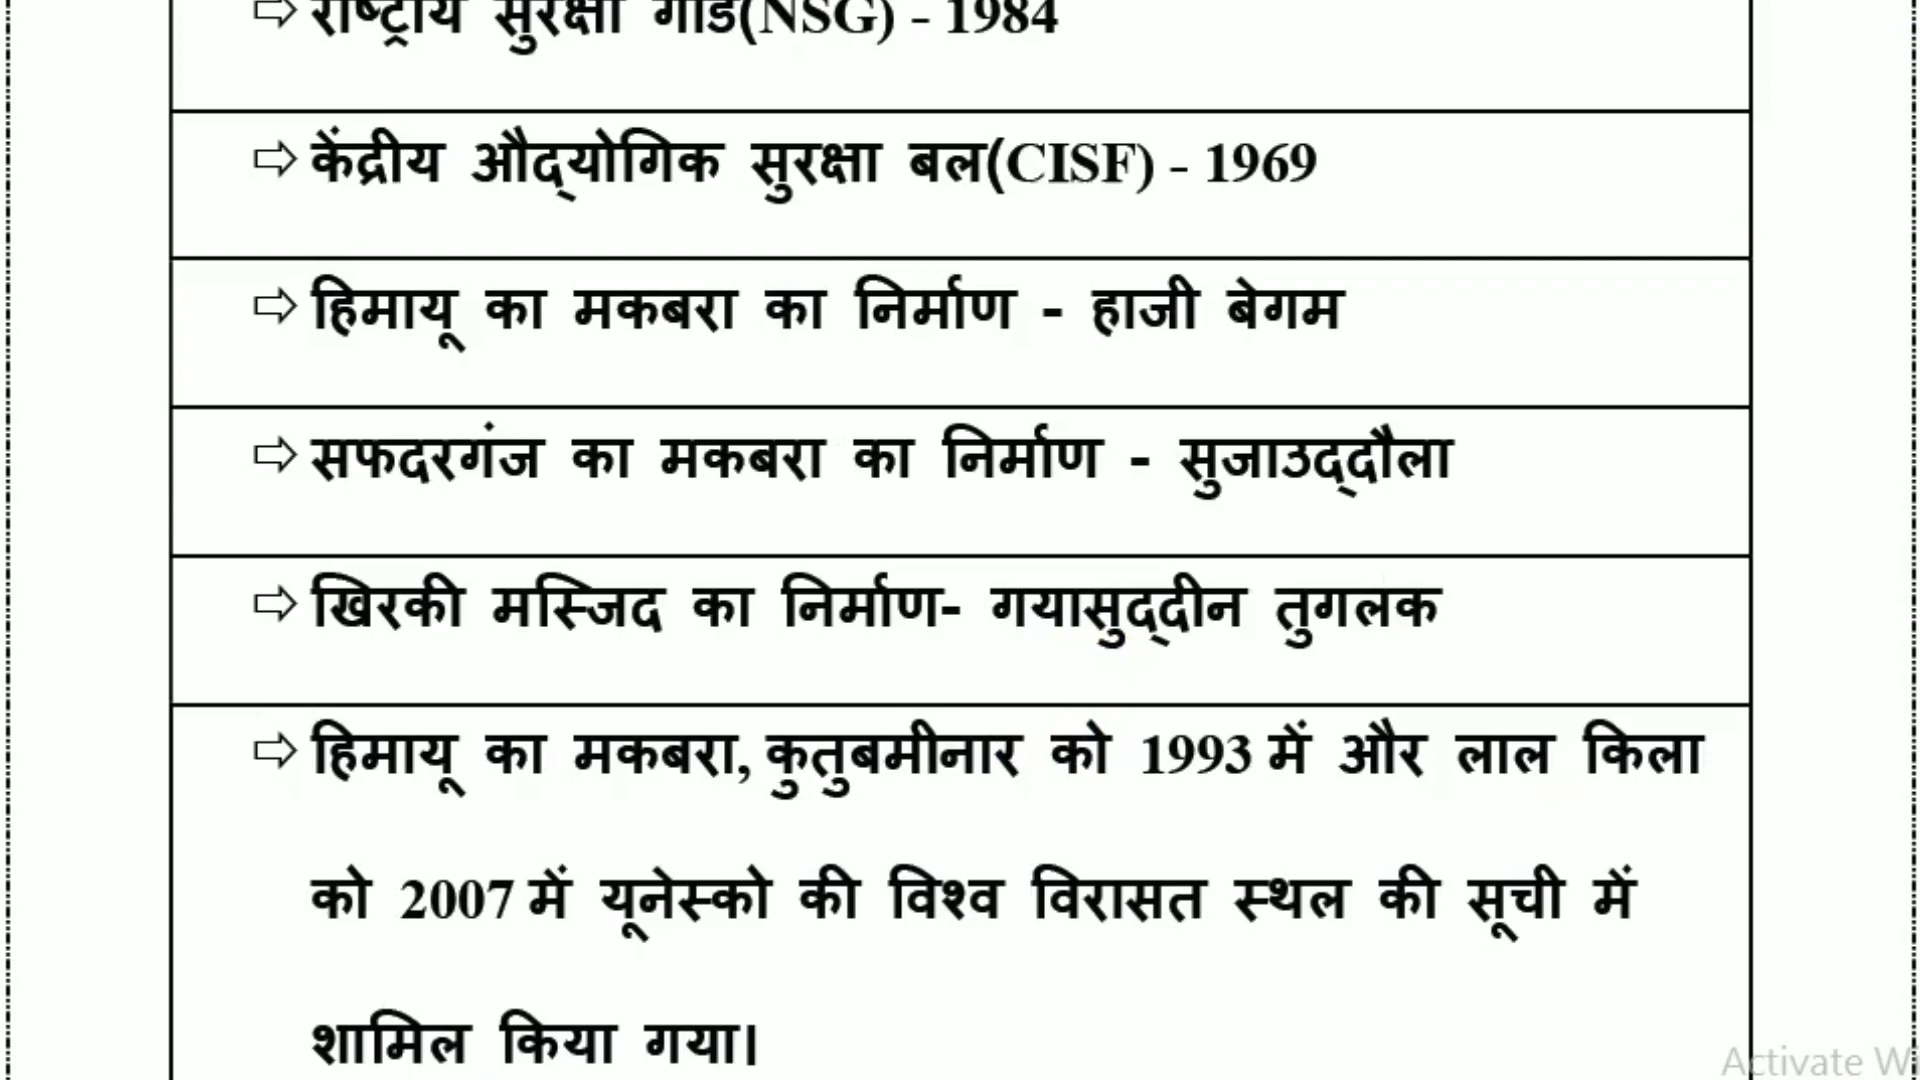 ⇨ राष्ट्रीय सुरक्षा गार्ड(NSG) - 1984
⇨ केंद्रीय औद्योगिक सुरक्षा बल(CISF) - 1969
⇨ हिमायू का मकबरा का निर्माण - हाजी बेगम
⇨ सफदरगंज का मकबरा का निर्माण - सुजाउद्दौला
⇨ खिरकी मस्जिद का निर्माण- गयासुद्दीन तुगलक
⇨ हिमायू का मकबरा, कुतुबमीनार को 1993 में और लाल किला
को 2007 में यूनेस्को की विश्व विरासत स्थल की सूची में
शामिल किया गया।
Activate